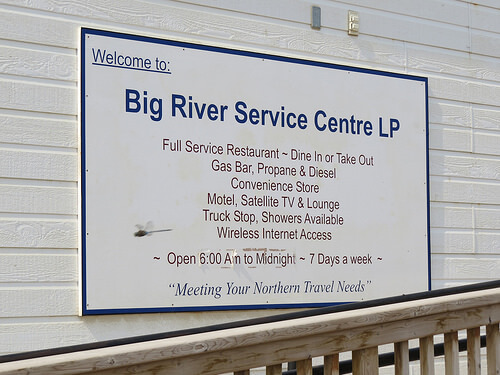 Welcome to:
Big River Service Centre LP
Full Service Restaurant ~ Dine In or Take Out
Gas Bar, Propane & Diesel
Convenience Store
Motel, Satellite TV & Lounge
Truck Stop, Showers Available
Wireless Internet Access
~ Open 6:00 Am to Midnight ~ 7 Days a week ~
"Meeting Your Northern Travel Needs"